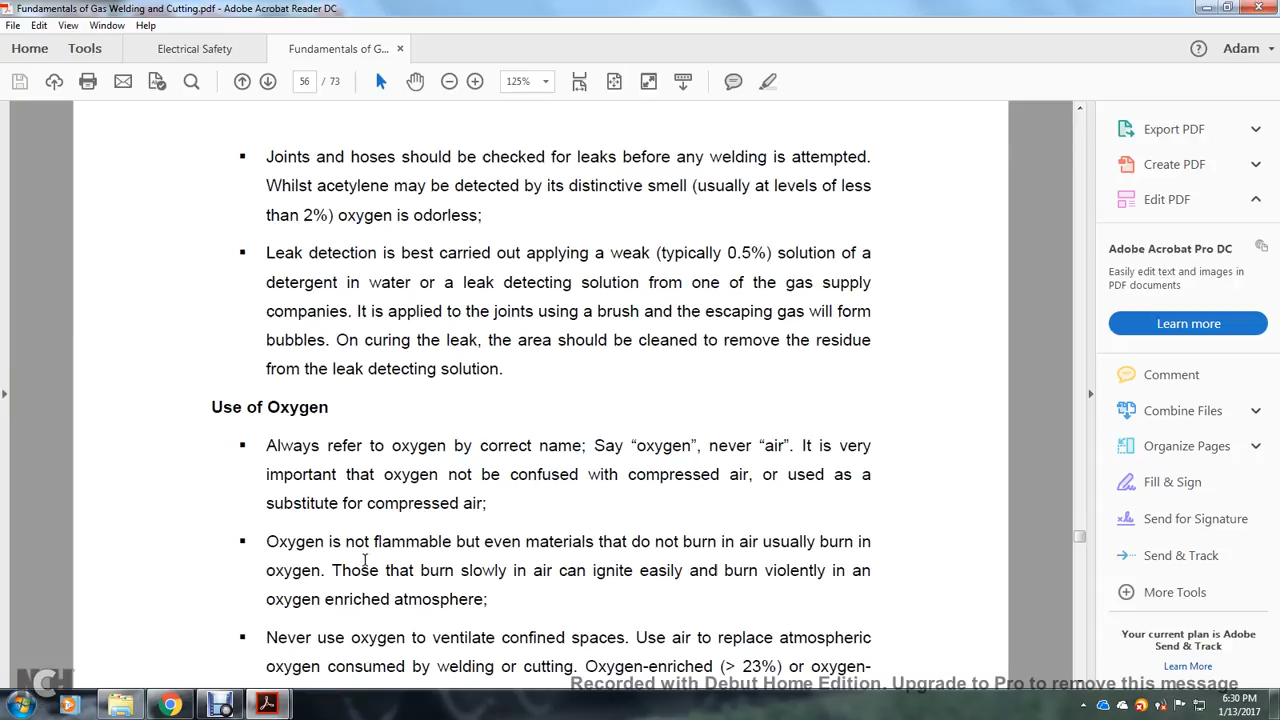 Fundamentals of Gas Welding and Cutting.pdf - Adobe Acrobat Reader DC
File Edit View Window Help
Home Tools Electrical Safety Fundamentals of G... × Adam
56 / 73 125%
▪ Joints and hoses should be checked for leaks before any welding is attempted.
Whilst acetylene may be detected by its distinctive smell (usually at levels of less
than 2%) oxygen is odorless;
▪ Leak detection is best carried out applying a weak (typically 0.5%) solution of a
detergent in water or a leak detecting solution from one of the gas supply
companies. It is applied to the joints using a brush and the escaping gas will form
bubbles. On curing the leak, the area should be cleaned to remove the residue
from the leak detecting solution.
Use of Oxygen
▪ Always refer to oxygen by correct name; Say “oxygen”, never “air”. It is very
important that oxygen not be confused with compressed air, or used as a
substitute for compressed air;
▪ Oxygen is not flammable but even materials that do not burn in air usually burn in
oxygen. Those that burn slowly in air can ignite easily and burn violently in an
oxygen enriched atmosphere;
▪ Never use oxygen to ventilate confined spaces. Use air to replace atmospheric
oxygen consumed by welding or cutting. Oxygen-enriched (> 23%) or oxygen-
Export PDF
Create PDF
Edit PDF
Adobe Acrobat Pro DC
Easily edit text and images in
PDF documents
Learn more
Comment
Combine Files
Organize Pages
Fill & Sign
Send for Signature
Send & Track
More Tools
Your current plan is Adobe
Send & Track
Learn More
Recorded with Debut Home Edition. Upgrade to Pro to remove this message
NCH
6:30 PM
1/13/2017